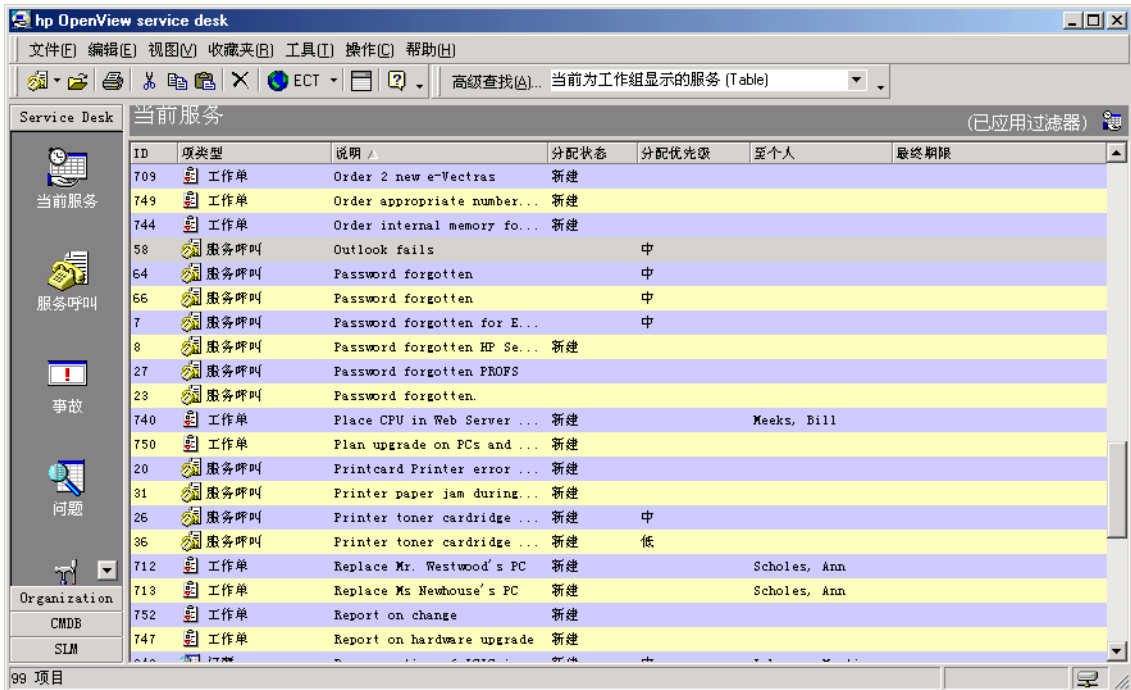 hp OpenView service desk
文件(F) 编辑(E) 视图(V) 收藏夹(R) 工具(T) 操作(C) 帮助(H)
ECT 高级查找(A)... 当前为工作组显示的服务 (Table)
Service Desk 当前服务 (已应用过滤器)
ID 项类型 说明 分配状态 分配优先级 至个人 最终期限
709 工作单 Order 2 new e-Vectras 新建
749 工作单 Order appropriate number... 新建
744 工作单 Order internal memory fo... 新建
58 服务呼叫 Outlook fails 中
64 服务呼叫 Password forgotten 中
66 服务呼叫 Password forgotten 中
7 服务呼叫 Password forgotten for E... 中
8 服务呼叫 Password forgotten HP Se... 新建
27 服务呼叫 Password forgotten PROFS
23 服务呼叫 Password forgotten.
740 工作单 Place CPU in Web Server ... 新建 Meeks, Bill
750 工作单 Plan upgrade on PCs and ... 新建
20 服务呼叫 Printcard Printer error ... 新建
31 服务呼叫 Printer paper jam during... 新建
26 服务呼叫 Printer toner cardridge ... 新建 中
36 服务呼叫 Printer toner cardridge ... 新建 低
712 工作单 Replace Mr. Westwood's PC 新建 Scholes, Ann
713 工作单 Replace Ms Newhouse's PC 新建 Scholes, Ann
752 工作单 Report on change 新建
747 工作单 Report on hardware upgrade 新建
当前服务
服务呼叫
事故
问题
Organization
CMDB
SLM
99 项目